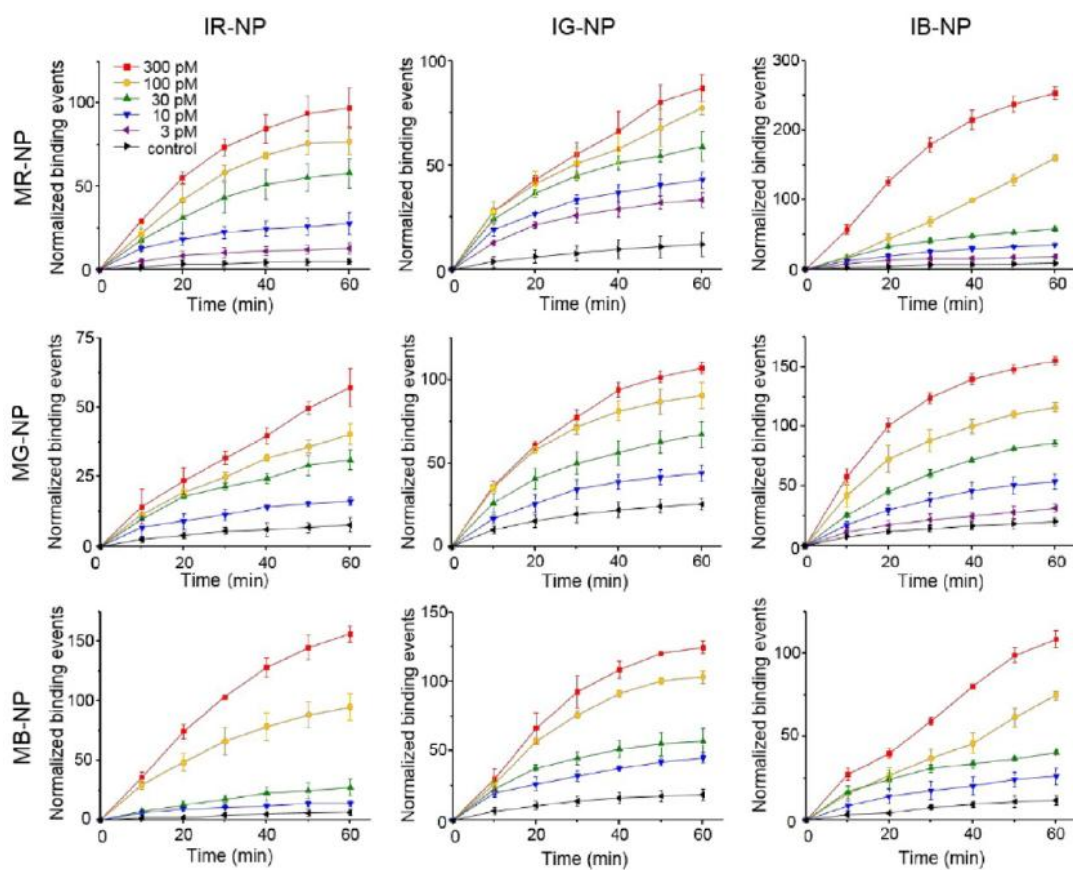 IR-NP
IG-NP
IB-NP
MR-NP
Normalized binding events
100
50
0
300 pM
100 pM
30 pM
10 pM
3 pM
control
0 20 40 60
Time (min)
Normalized binding events
100
50
0
0 20 40 60
Time (min)
Normalized binding events
300
200
100
0
0 20 40 60
Time (min)
MG-NP
Normalized binding events
75
50
25
0
0 20 40 60
Time (min)
Normalized binding events
100
50
0
0 20 40 60
Time (min)
Normalized binding events
150
100
50
0
0 20 40 60
Time (min)
MB-NP
Normalized binding events
150
100
50
0
0 20 40 60
Time (min)
Normalized binding events
150
100
50
0
0 20 40 60
Time (min)
Normalized binding events
100
50
0
0 20 40 60
Time (min)